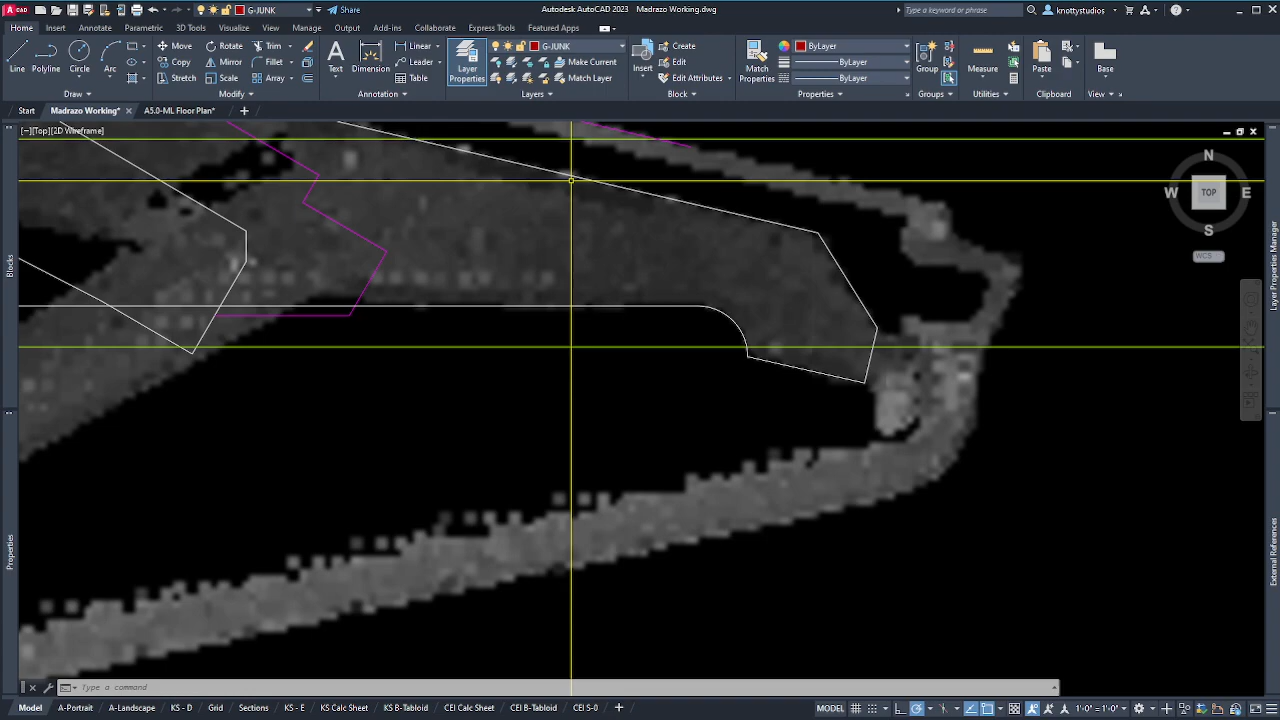 CAD
G-JUNK
Share
Autodesk AutoCAD 2023 Madrazo Working.dwg
Type a keyword or phrase
knottystudios
Home Insert Annotate Parametric 3D Tools Visualize View Manage Output Add-ins Collaborate Express Tools Featured Apps
Line Polyline Circle Arc
Move Rotate Trim
Copy Mirror Fillet
Stretch Scale Array
Text Dimension
Linear
Leader
Table
Layer Properties
G-JUNK
Make Current
Match Layer
Insert
Create
Edit
Edit Attributes
Match Properties
ByLayer
ByLayer
ByLayer
Group
Measure
Paste
Base
Draw Modify Annotation Layers Block Properties Groups Utilities Clipboard View
Start Madrazo Working* A5.0-ML Floor Plan*
[−][Top][2D Wireframe]
N
W TOP E
S
WCS
Blocks
Properties
Layer Properties Manager
External References
Type a command
Model A-Portrait A-Landscape KS - D Grid Sections KS - E KS Calc Sheet KS B-Tabloid CEI Calc Sheet CEI B-Tabloid CEI S-0
MODEL 1'-0" = 1'-0"